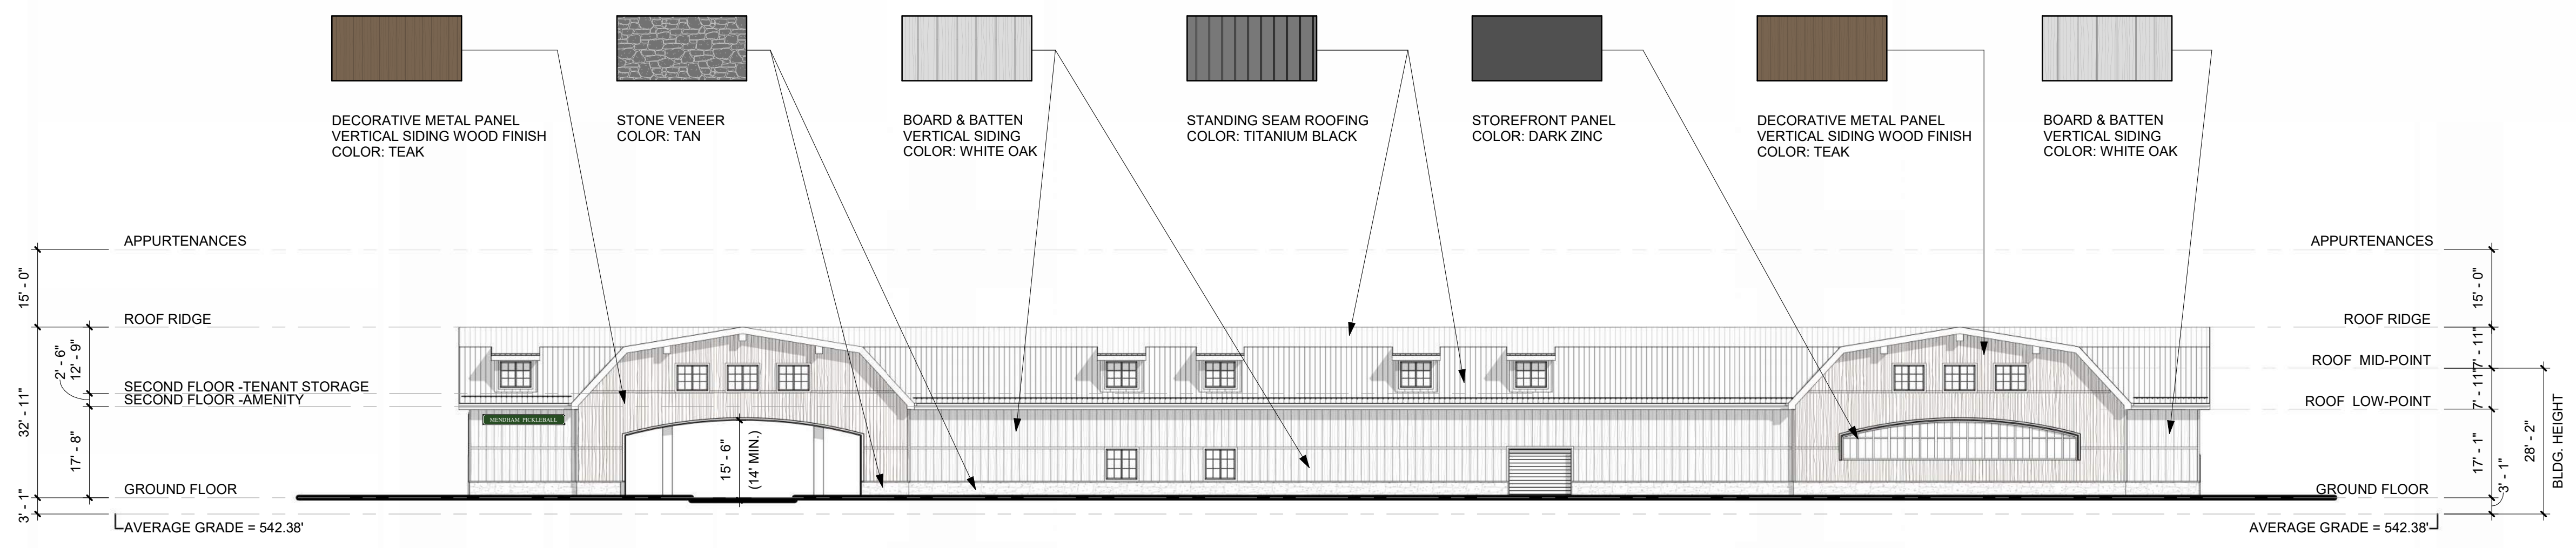 DECORATIVE METAL PANEL
VERTICAL SIDING WOOD FINISH
COLOR: TEAK
STONE VENEER
COLOR: TAN
BOARD & BATTEN
VERTICAL SIDING
COLOR: WHITE OAK
STANDING SEAM ROOFING
COLOR: TITANIUM BLACK
STOREFRONT PANEL
COLOR: DARK ZINC
DECORATIVE METAL PANEL
VERTICAL SIDING WOOD FINISH
COLOR: TEAK
BOARD & BATTEN
VERTICAL SIDING
COLOR: WHITE OAK
APPURTENANCES
15' - 0"
ROOF RIDGE
2' - 6"
12' - 9"
SECOND FLOOR -TENANT STORAGE
SECOND FLOOR -AMENITY
32' - 11"
17' - 8"
GROUND FLOOR
3' - 1"
AVERAGE GRADE = 542.38'
MENDHAM PICKLEBALL
15' - 6"
(14' MIN.)
APPURTENANCES
15' - 0"
ROOF RIDGE
7' - 11"
ROOF MID-POINT
7' - 11"
ROOF LOW-POINT
17' - 1"
28' - 2"
BLDG. HEIGHT
GROUND FLOOR
3' - 1"
AVERAGE GRADE = 542.38'